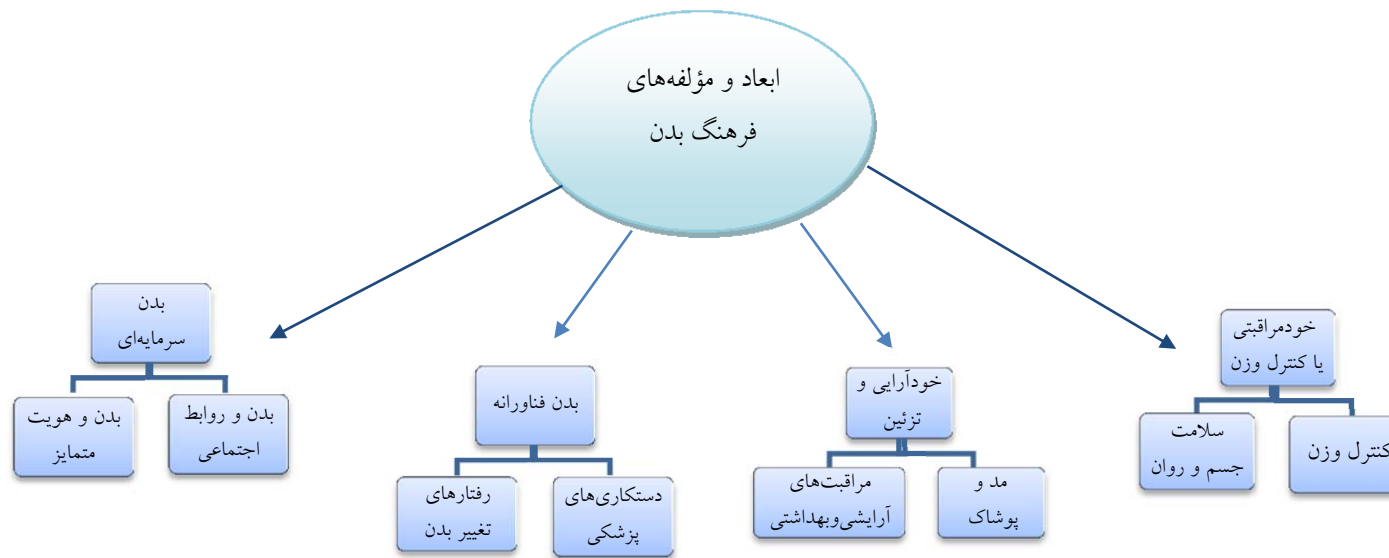 ابعاد و مؤلفه‌های
فرهنگ بدن
خودمراقبتی
یا کنترل وزن
کنترل وزن
سلامت
جسم و روان
خودآرایی و
تزئین
مد و
پوشاک
مراقبت‌های
آرایشی‌وبهداشتی
بدن فناورانه
دستکاری‌های
پزشکی
رفتارهای
تغییر بدن
بدن
سرمایه‌ای
بدن و روابط
اجتماعی
بدن و هویت
متمایز